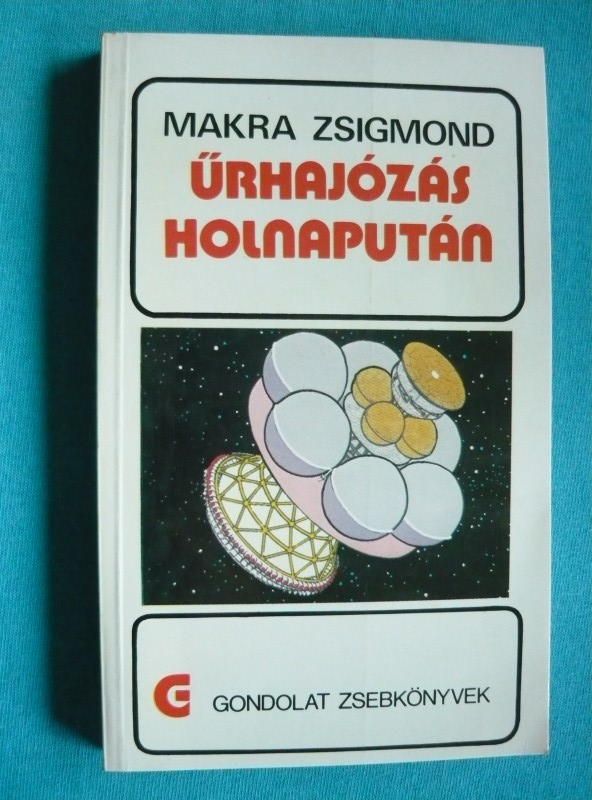 MAKRA ZSIGMOND
ŰRHAJÓZÁS
HOLNAPUTÁN
G GONDOLAT ZSEBKÖNYVEK